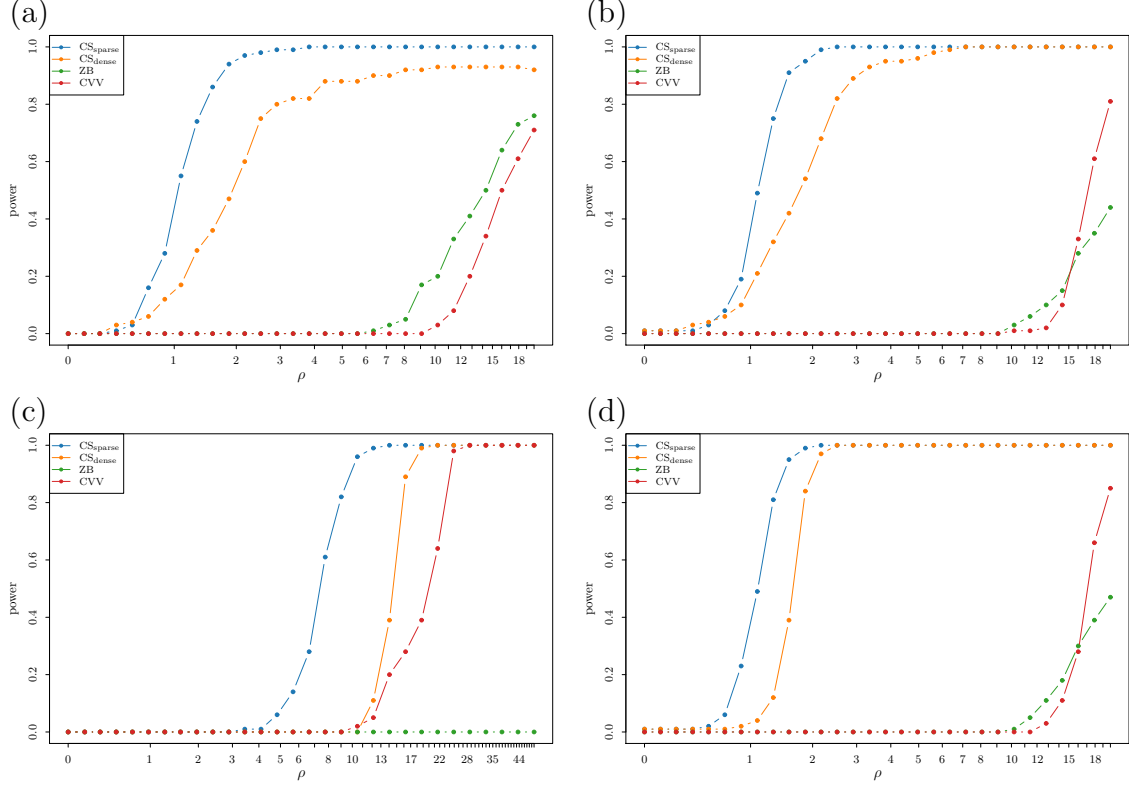 (a)
CSsparse
CSdense
ZB
CVV
power
0.0 0.2 0.4 0.6 0.8 1.0
0 1 2 3 4 5 6 7 8 10 12 15 18
ρ
(b)
CSsparse
CSdense
ZB
CVV
power
0.0 0.2 0.4 0.6 0.8 1.0
0 1 2 3 4 5 6 7 8 10 12 15 18
ρ
(c)
CSsparse
CSdense
ZB
CVV
power
0.0 0.2 0.4 0.6 0.8 1.0
0 1 2 3 4 5 6 8 10 13 17 22 28 35 44
ρ
(d)
CSsparse
CSdense
ZB
CVV
power
0.0 0.2 0.4 0.6 0.8 1.0
0 1 2 3 4 5 6 7 8 10 12 15 18
ρ